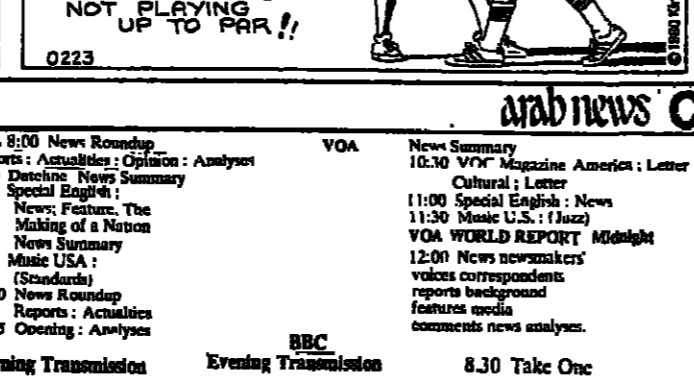 NOT PLAYING
UP TO PAR!!
0223
© 1980
arab news
8:00 News Roundup
: Actualities : Opinion : Analyses
Dateline News Summary
Special English :
News; Feature, The
Making of a Nation
News Summary
Music USA :
(Standards)
News Roundup
Reports : Actualities
Opening : Analyses
VOA
News Summary
10:30 VOC Magazine America ; Letter
Cultural ; Letter
11:00 Special English : News
11:30 Music U.S. : (Jazz)
VOA WORLD REPORT Midnight
12:00 News newsmakers'
voices correspondents
reports background
features media
comments news analyses.
BBC
Transmission
Evening Transmission
8.30 Take One